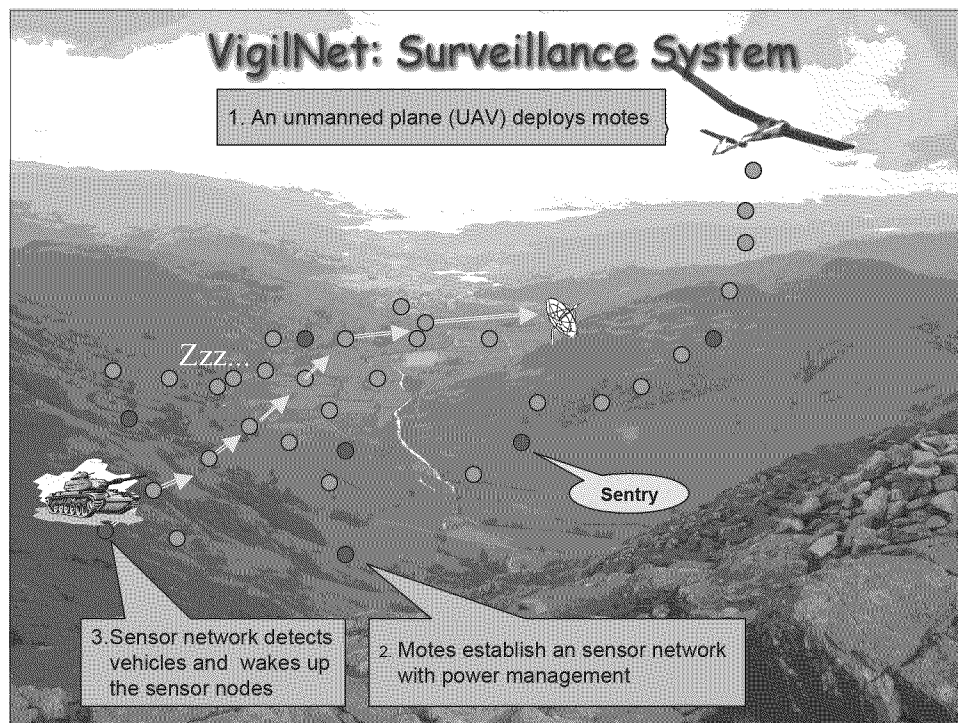 VigilNet: Surveillance System
1. An unmanned plane (UAV) deploys motes
Zzz...
Sentry
3.Sensor network detects
vehicles and wakes up
the sensor nodes
2. Motes establish an sensor network
with power management